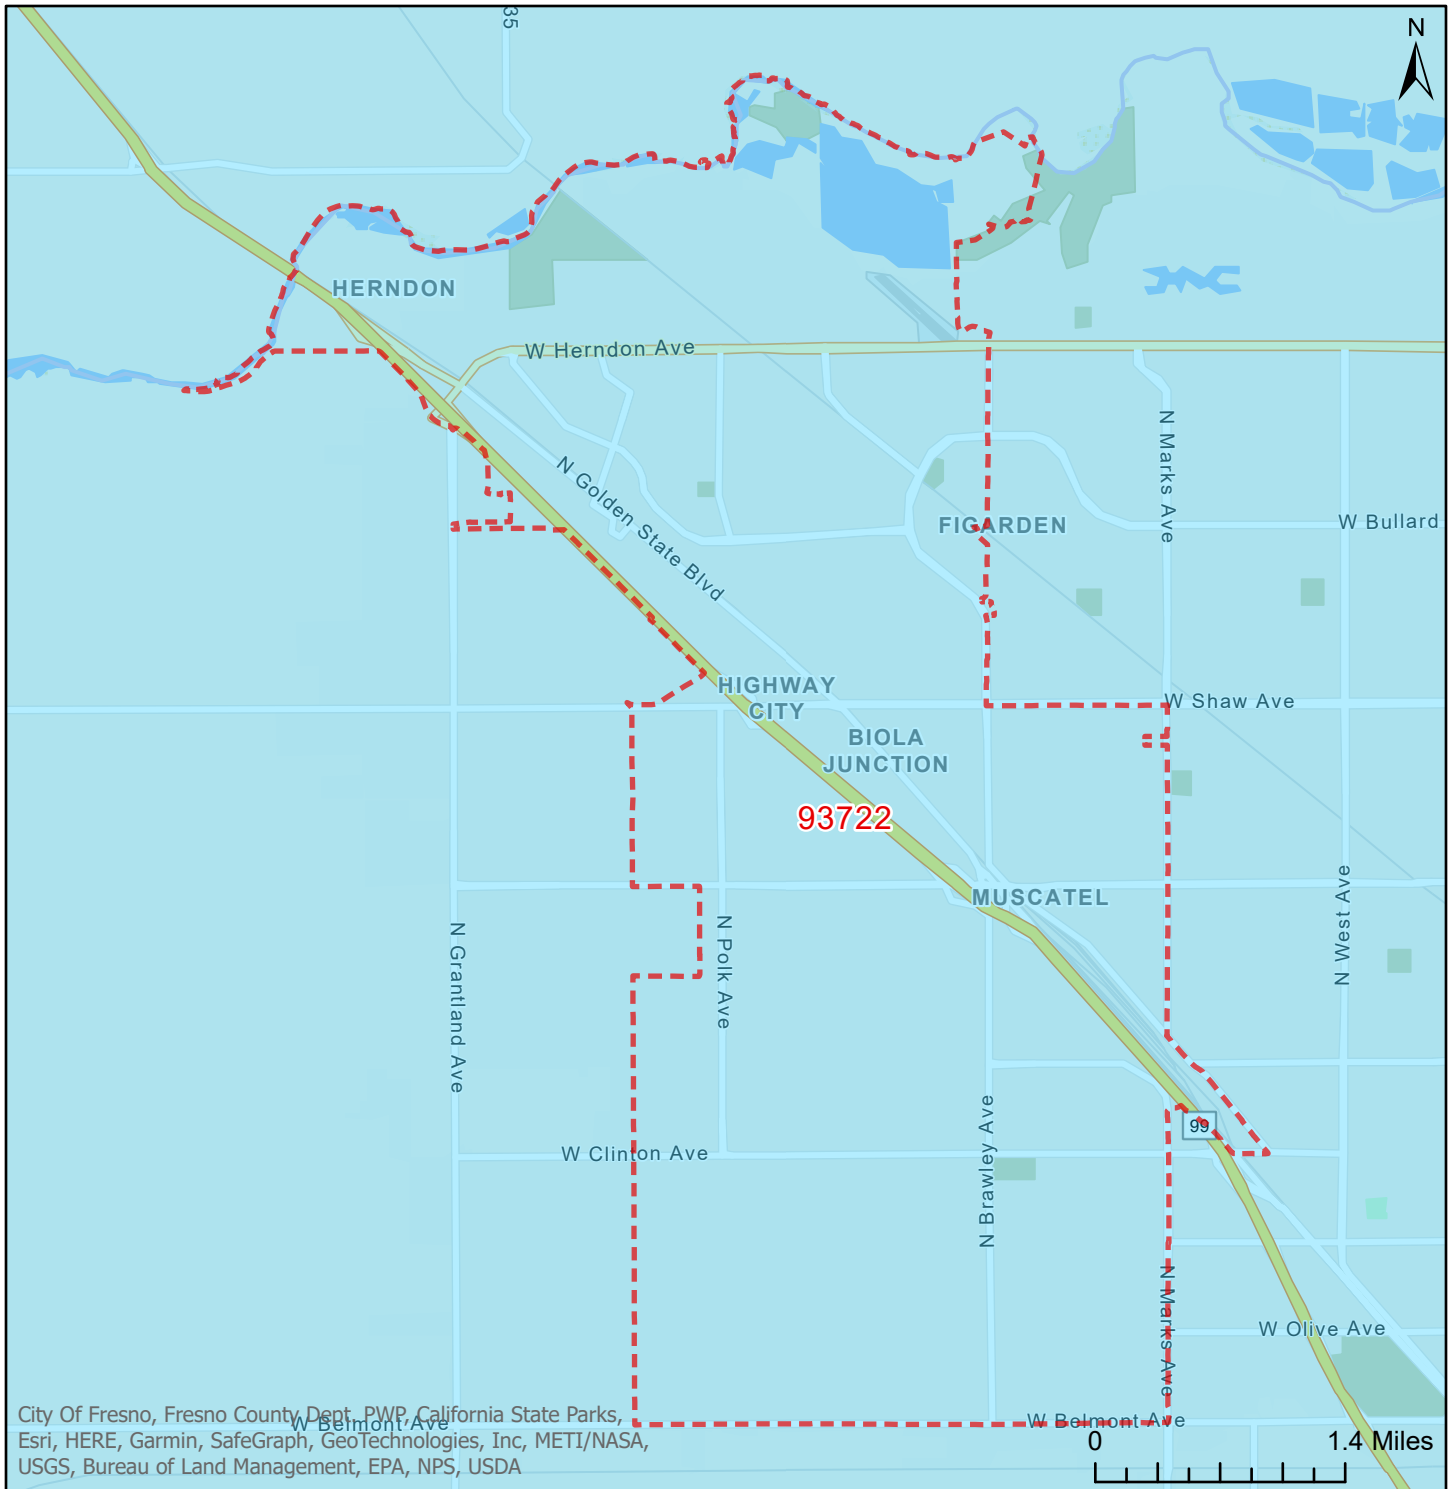 35
N
HERNDON
W Herndon Ave
N Marks Ave
N Golden State Blvd
FIGARDEN
W Bullard
HIGHWAY
CITY
W Shaw Ave
BIOLA
JUNCTION
93722
MUSCATEL
N West Ave
N Grantland Ave
N Polk Ave
N Brawley Ave
99
W Clinton Ave
N Marks Ave
W Olive Ave
W Belmont Ave
W Belmont Ave
City Of Fresno, Fresno County Dept. PWP, California State Parks,
Esri, HERE, Garmin, SafeGraph, GeoTechnologies, Inc, METI/NASA,
USGS, Bureau of Land Management, EPA, NPS, USDA
0 1.4 Miles